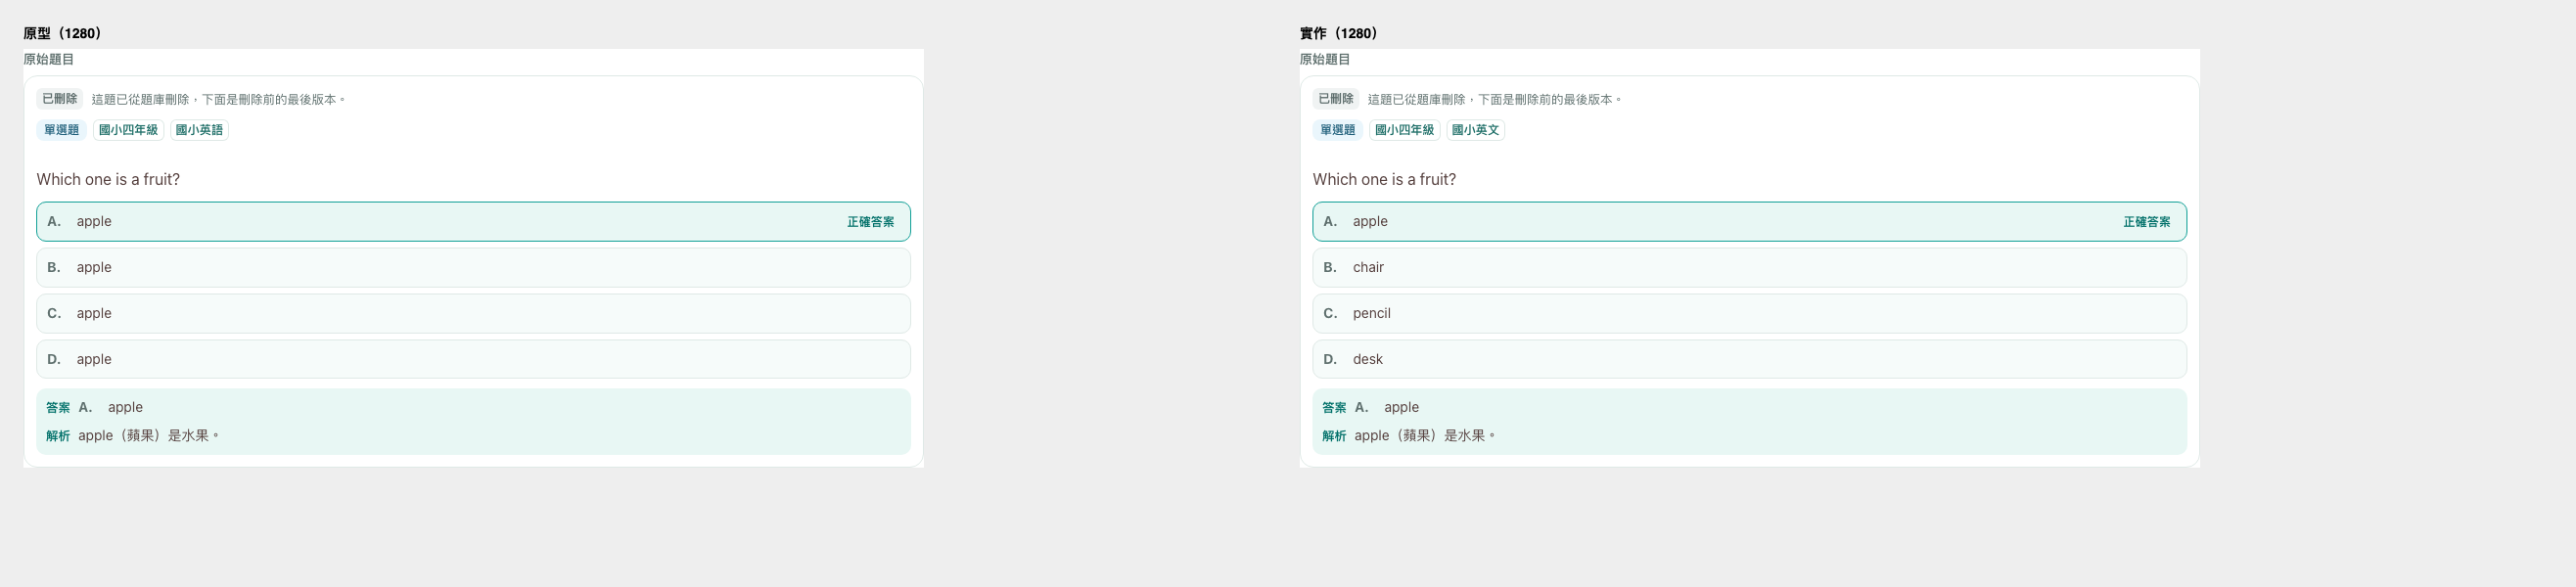 原型（1280）
原始題目
已刪除 這題已從題庫刪除，下面是刪除前的最後版本。
單選題 國小四年級 國小英語
Which one is a fruit?
A. apple 正確答案
B. apple
C. apple
D. apple
答案 A. apple
解析 apple（蘋果）是水果。
實作（1280）
原始題目
已刪除 這題已從題庫刪除，下面是刪除前的最後版本。
單選題 國小四年級 國小英文
Which one is a fruit?
A. apple 正確答案
B. chair
C. pencil
D. desk
答案 A. apple
解析 apple（蘋果）是水果。